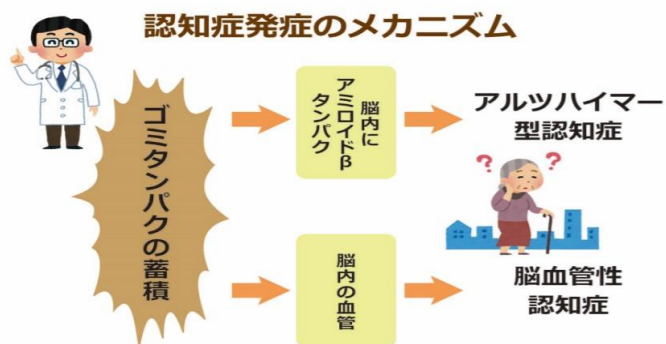 認知症発症のメカニズム
ゴミタンパクの蓄積
脳内に
アミロイドβ
タンパク
アルツハイマー
型認知症
? ?
脳内の血管
脳血管性
認知症